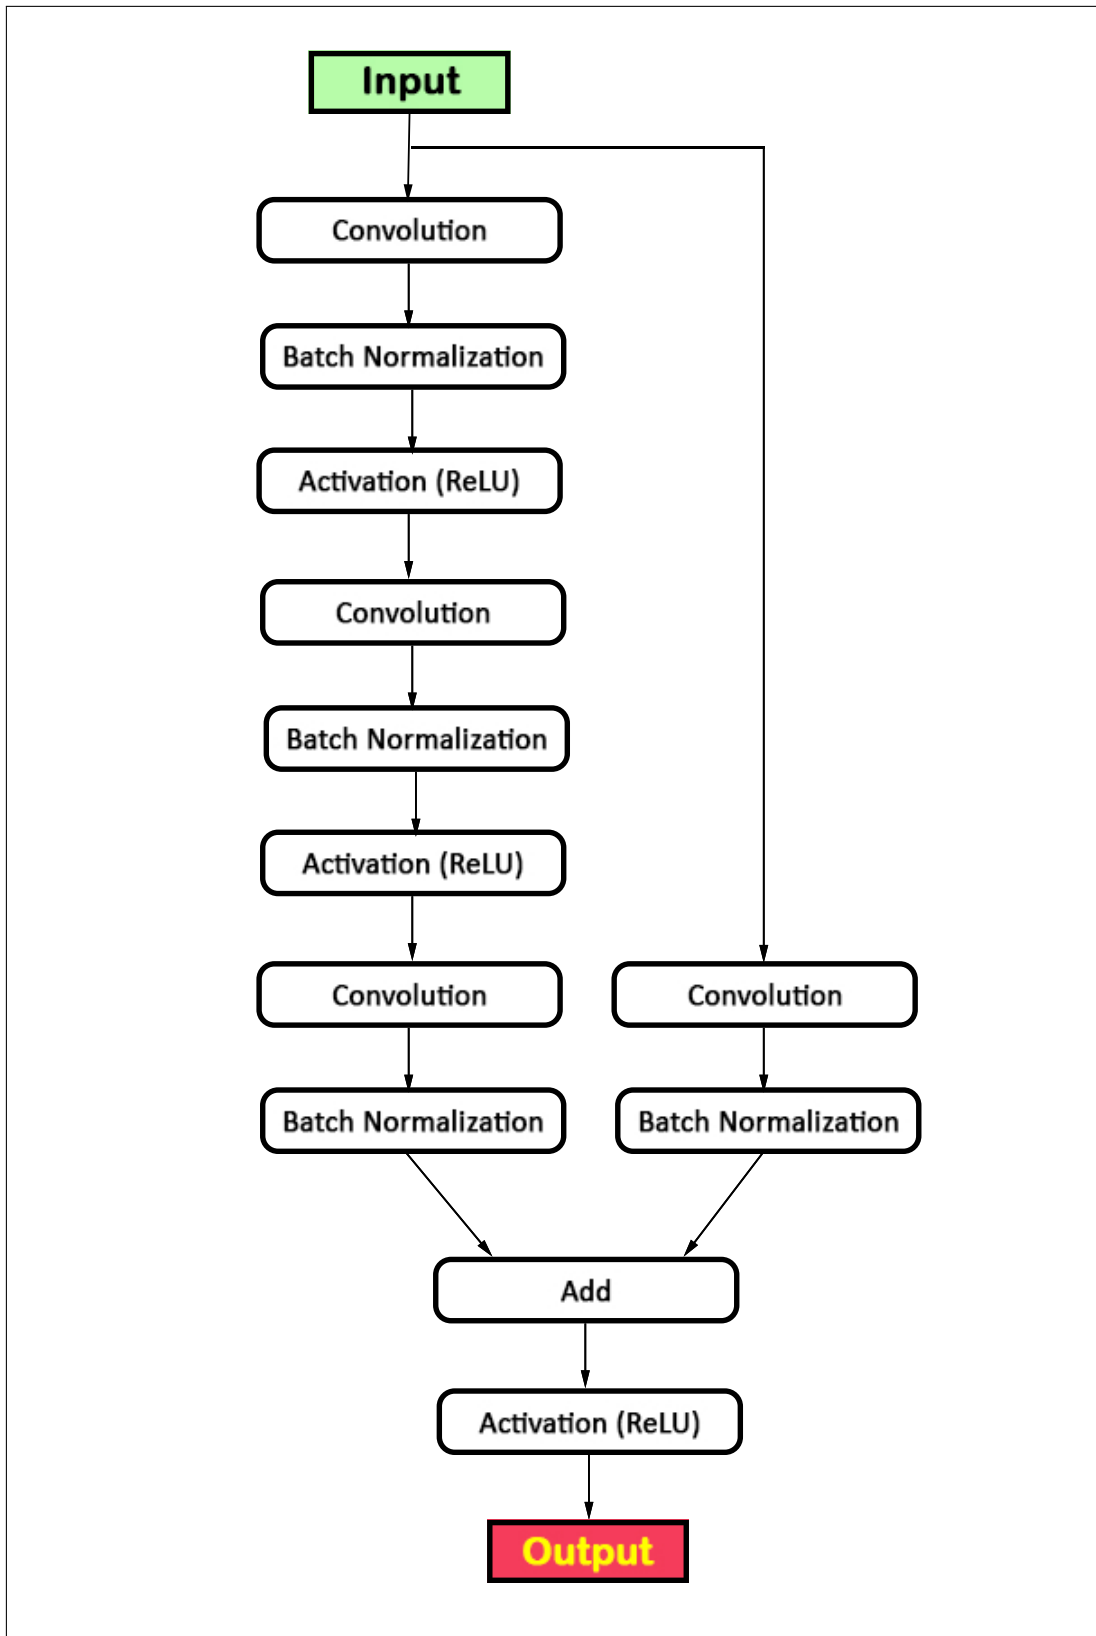 Input
Convolution
Batch Normalization
Activation (ReLU)
Convolution
Batch Normalization
Activation (ReLU)
Convolution
Convolution
Batch Normalization
Batch Normalization
Add
Activation (ReLU)
Output